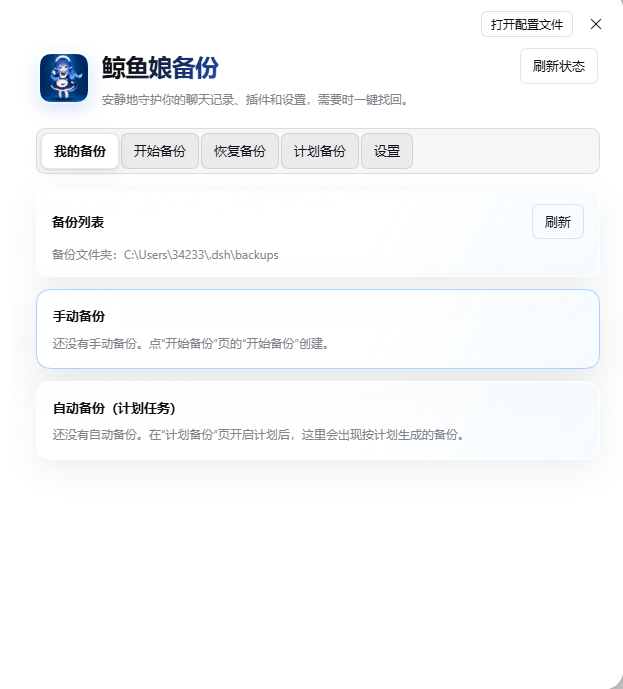 打开配置文件
鲸鱼娘备份
刷新状态
安静地守护你的聊天记录、插件和设置，需要时一键找回。
我的备份 开始备份 恢复备份 计划备份 设置
备份列表
刷新
备份文件夹：C:\Users\34233\.dsh\backups
手动备份
还没有手动备份。点“开始备份”页的“开始备份”创建。
自动备份（计划任务）
还没有自动备份。在“计划备份”页开启计划后，这里会出现按计划生成的备份。